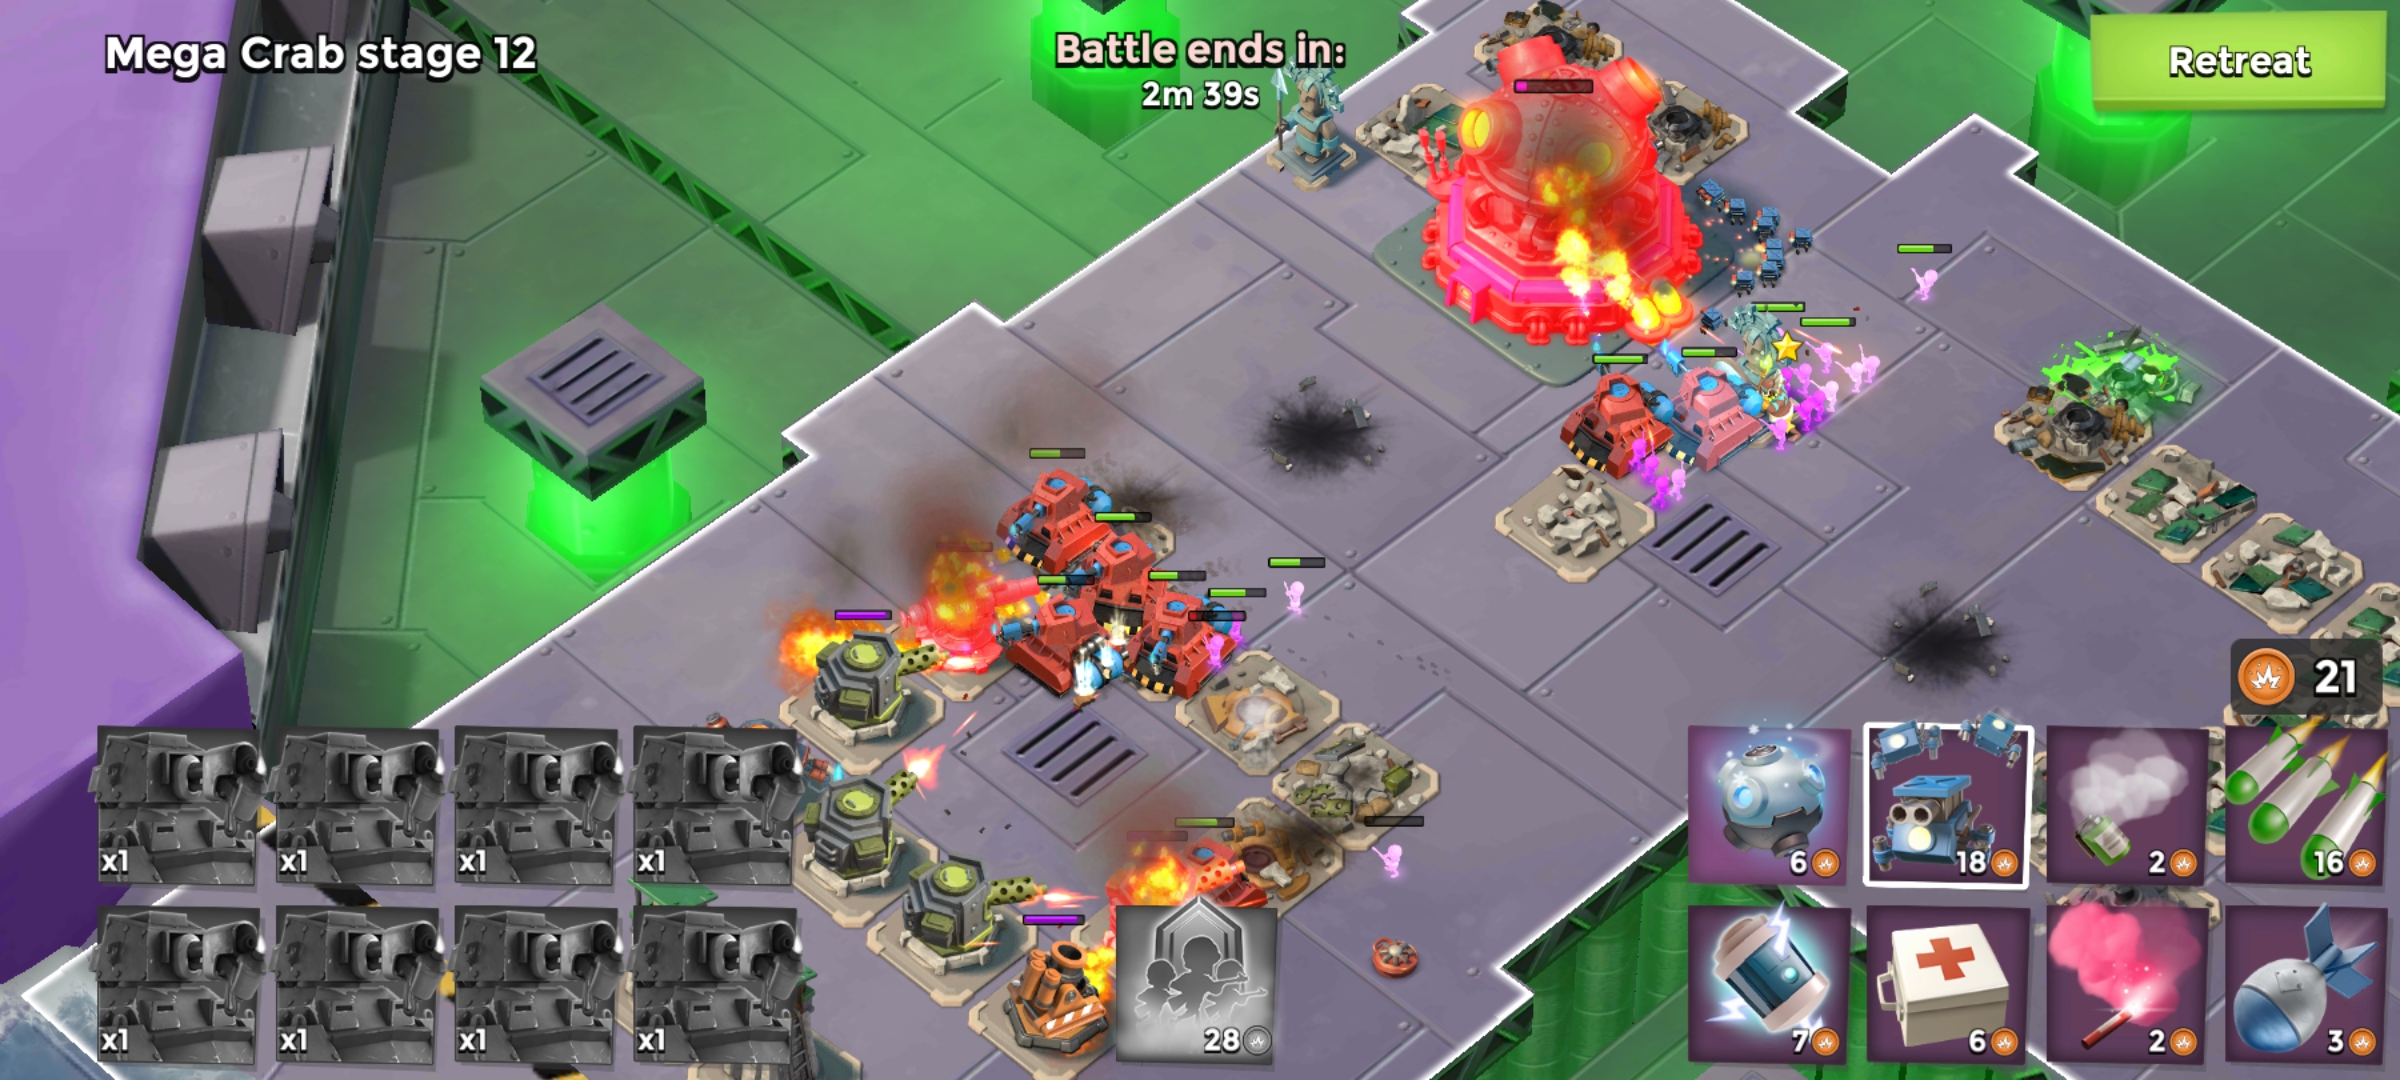 Mega Crab stage 12
Battle ends in:
2m 39s
Retreat
21
x1
x1
x1
x1
6
18
2
16
x1
x1
x1
x1
28
7
6
2
3